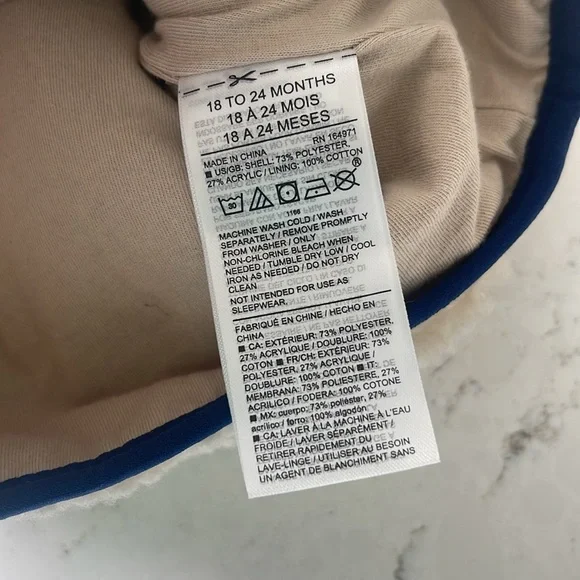 18 TO 24 MONTHS
18 À 24 MOIS
18 A 24 MESES
MADE IN CHINA RN 164971
■ US/GB: SHELL: 73% POLYESTER,
27% ACRYLIC / LINING: 100% COTTON
30
1166
MACHINE WASH COLD / WASH
SEPARATELY / REMOVE PROMPTLY
FROM WASHER / ONLY
NON-CHLORINE BLEACH WHEN
NEEDED / TUMBLE DRY LOW / COOL
IRON AS NEEDED / DO NOT DRY
CLEAN
NOT INTENDED FOR USE AS
SLEEPWEAR.
FABRIQUÉ EN CHINE / HECHO EN
CHINA
■ CA: EXTÉRIEUR: 73% POLYESTER,
27% ACRYLIQUE / DOUBLURE: 100%
COTON ■ FR/CH: EXTÉRIEUR: 73%
POLYESTER, 27% ACRYLIQUE /
DOUBLURE: 100% COTON ■ IT:
MEMBRANA: 73% POLIESTERE, 27%
ACRILICO / FODERA: 100% COTONE
■ MX: cuerpo: 73% poliéster, 27%
acrílico / forro: 100% algodón
■ CA: LAVER À LA MACHINE À L'EAU
FROIDE / LAVER SÉPARÉMENT /
RETIRER RAPIDEMENT DU
LAVE-LINGE / UTILISER AU BESOIN
UN AGENT DE BLANCHIMENT SANS